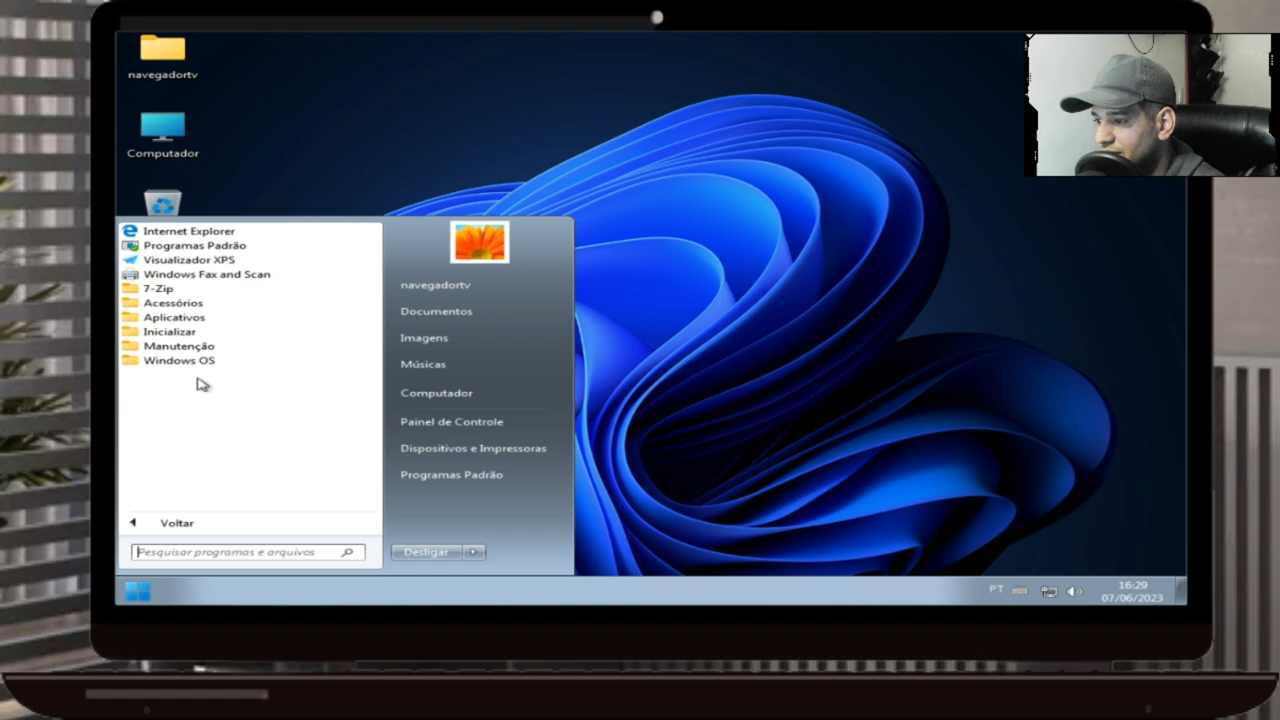 navegadortv
Computador
Internet Explorer
Programas Padrão
Visualizador XPS
Windows Fax and Scan
7-Zip
Acessórios
Aplicativos
Inicializar
Manutenção
Windows OS
Voltar
Pesquisar programas e arquivos
navegadortv
Documentos
Imagens
Músicas
Computador
Painel de Controle
Dispositivos e Impressoras
Programas Padrão
Desligar
PT
16:29
07/06/2023